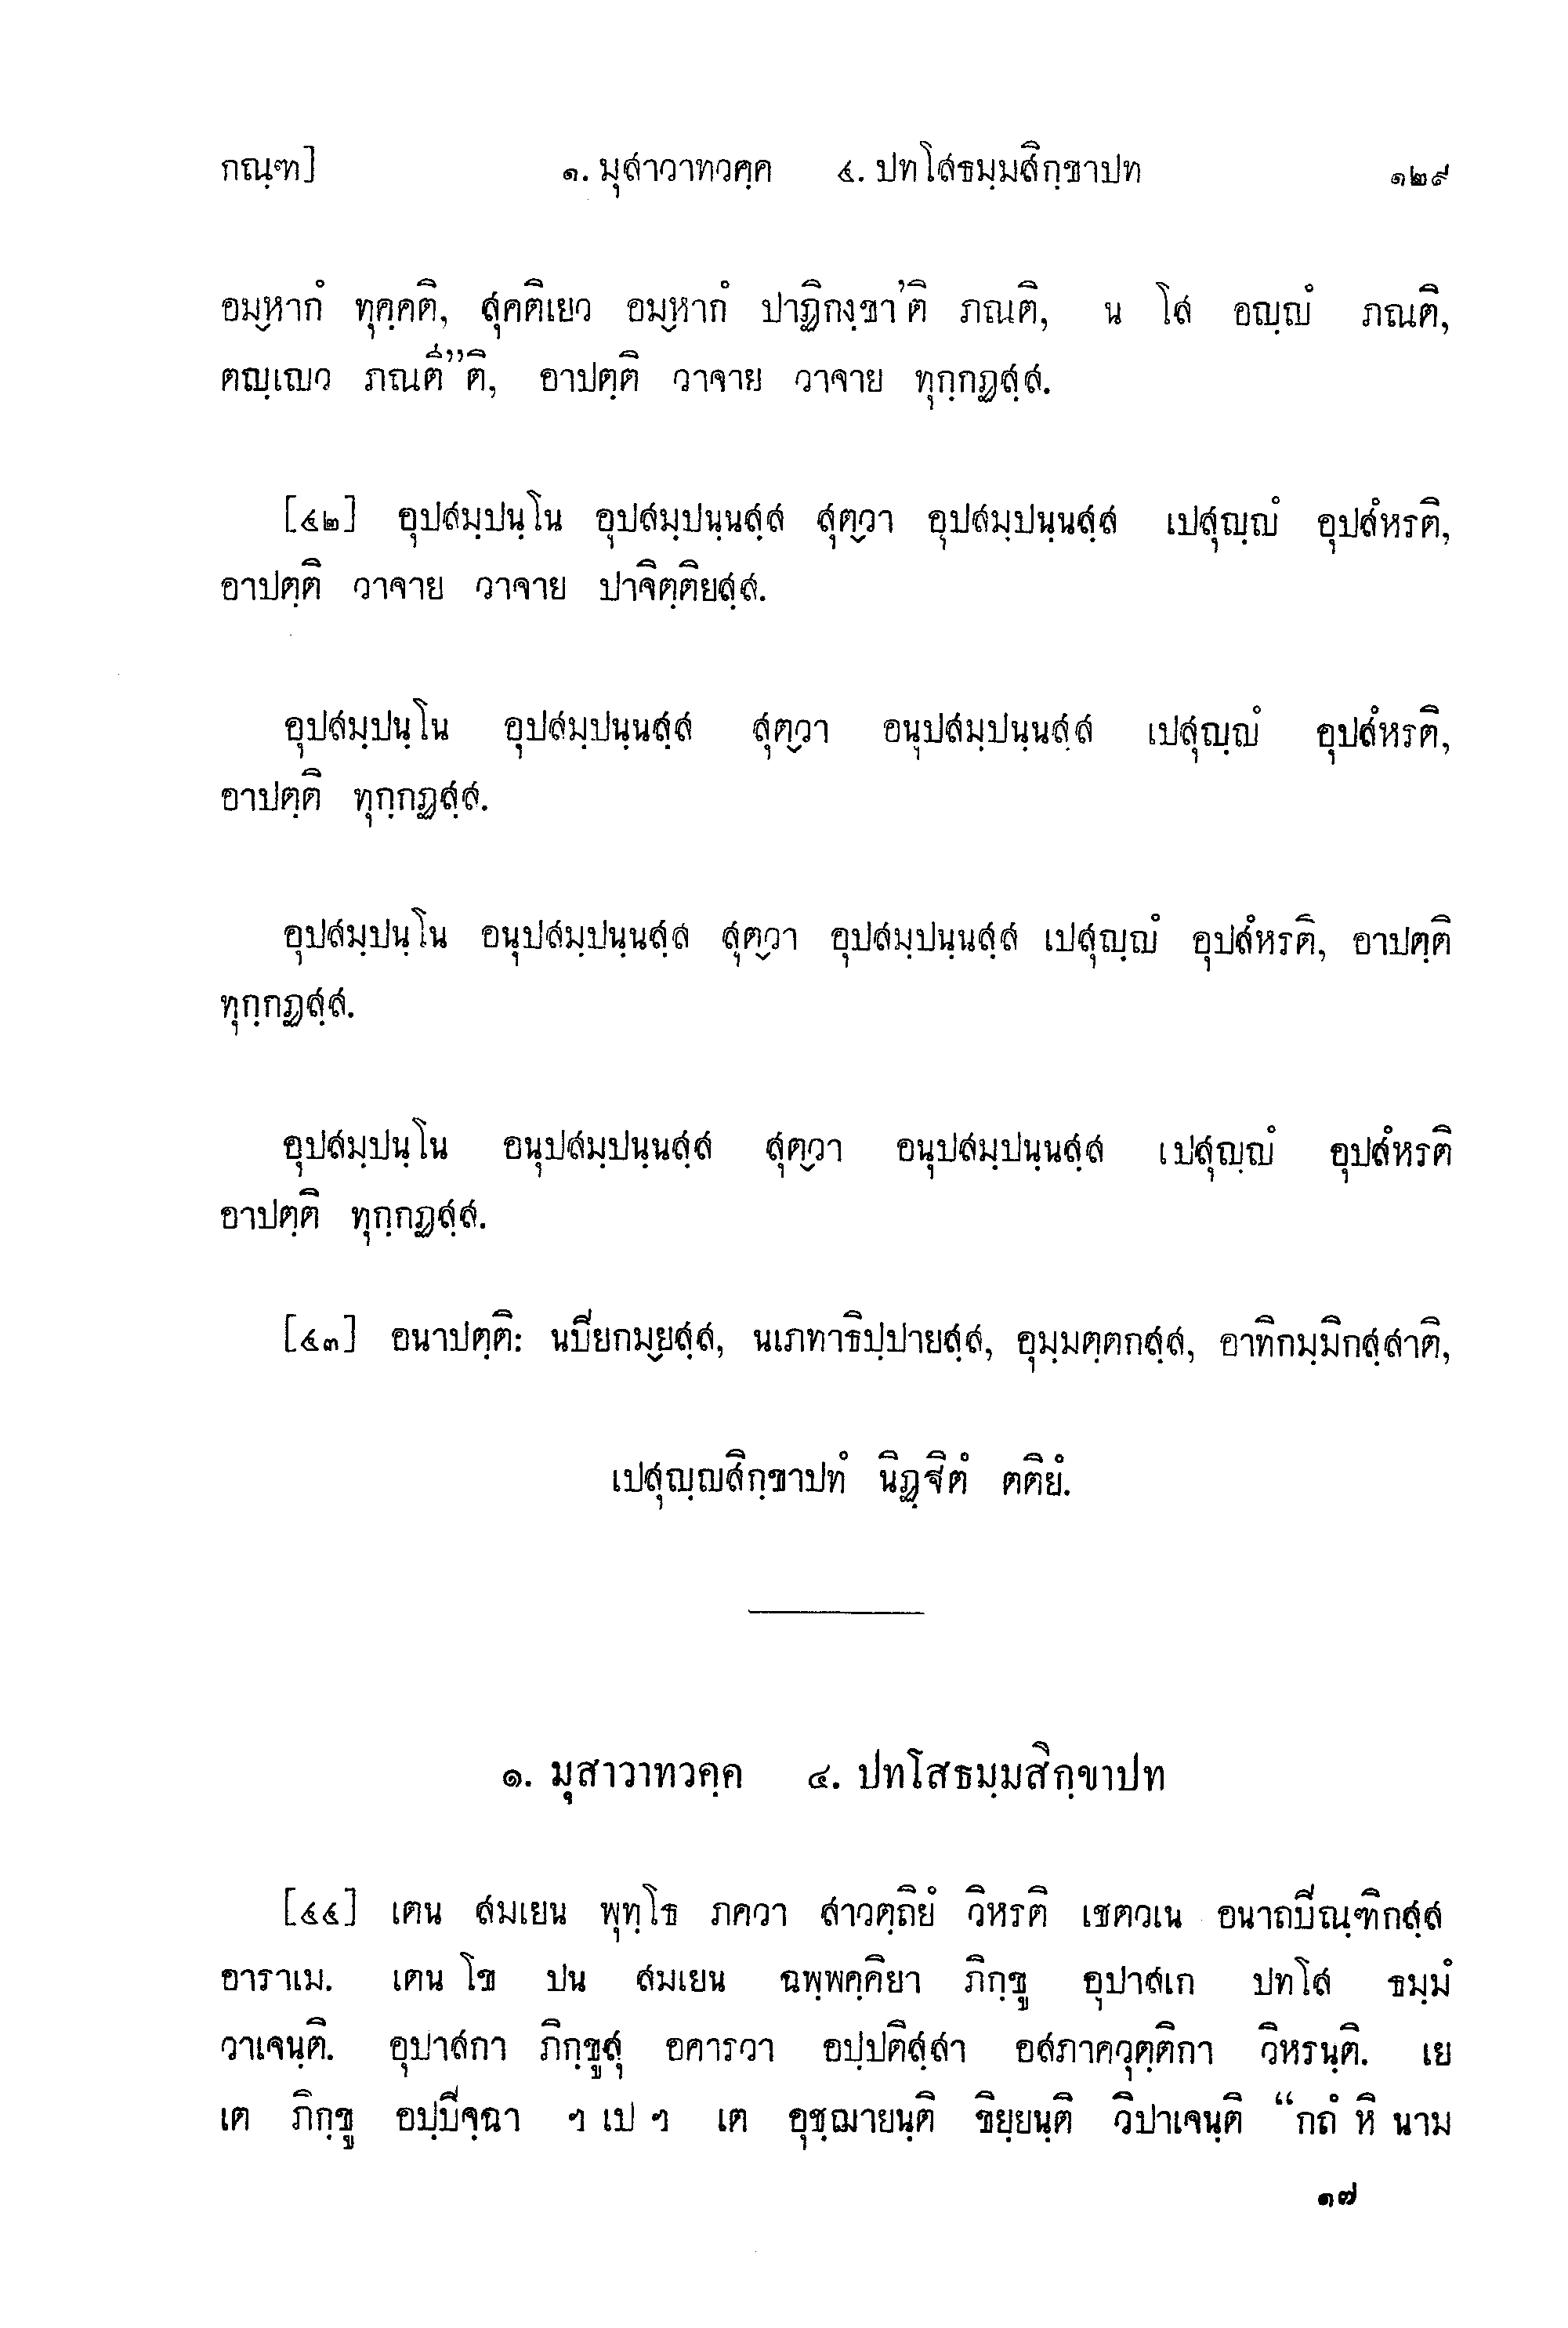 กณฺฑ]	๑. มุสาวาทวคฺค	๔. ปทโสธมฺมสิกฺขาปท	๑๒๙
อมฺหากํ ทุคฺคติ, สุคติเยว อมฺหากํ ปาฏิกงฺขา’ติ ภณติ, น โส อญฺญํ ภณติ,
ตญฺเญว ภณตี”ติ, อาปตฺติ วาจาย วาจาย ทุกฺกฏสฺส.
[๔๒] อุปสมฺปนฺโน อุปสมฺปนฺนสฺส สุตฺวา อุปสมฺปนฺนสฺส เปสุญฺญํ อุปสํหรติ,
อาปตฺติ วาจาย วาจาย ปาจิตฺติยสฺส.
อุปสมฺปนฺโน อุปสมฺปนฺนสฺส สุตฺวา อนุปสมฺปนฺนสฺส เปสุญฺญํ อุปสํหรติ,
อาปตฺติ ทุกฺกฏสฺส.
อุปสมฺปนฺโน อนุปสมฺปนฺนสฺส สุตฺวา อุปสมฺปนฺนสฺส เปสุญฺญํ อุปสํหรติ, อาปตฺติ
ทุกฺกฏสฺส.
อุปสมฺปนฺโน อนุปสมฺปนฺนสฺส สุตฺวา อนุปสมฺปนฺนสฺส เปสุญฺญํ อุปสํหรติ
อาปตฺติ ทุกฺกฏสฺส.
[๔๓] อนาปตฺติ: นปิยกมฺยสฺส, นเภทาธิปฺปายสฺส, อุมฺมตฺตกสฺส, อาทิกมฺมิกสฺสาติ,
เปสุญฺญสิกฺขาปทํ นิฏฺฐิตํ ตติยํ.
๑. มุสาวาทวคฺค ๔. ปทโสธมฺมสิกฺขาปท
[๔๔] เตน สมเยน พุทฺโธ ภควา สาวตฺถิยํ วิหรติ เชตวเน อนาถปิณฺฑิกสฺส
อาราเม. เตน โข ปน สมเยน ฉพฺพคฺคิยา ภิกฺขู อุปาสเก ปทโส ธมฺมํ
วาเจนฺติ. อุปาสกา ภิกฺขูสุ อคารวา อปฺปติสฺสา อสภาควุตฺติกา วิหรนฺติ. เย
เต ภิกฺขู อปฺปิจฺฉา ฯ เป ฯ เต อุชฺฌายนฺติ ขิยฺยนฺติ วิปาเจนฺติ “กถํ หิ นาม
๑๗